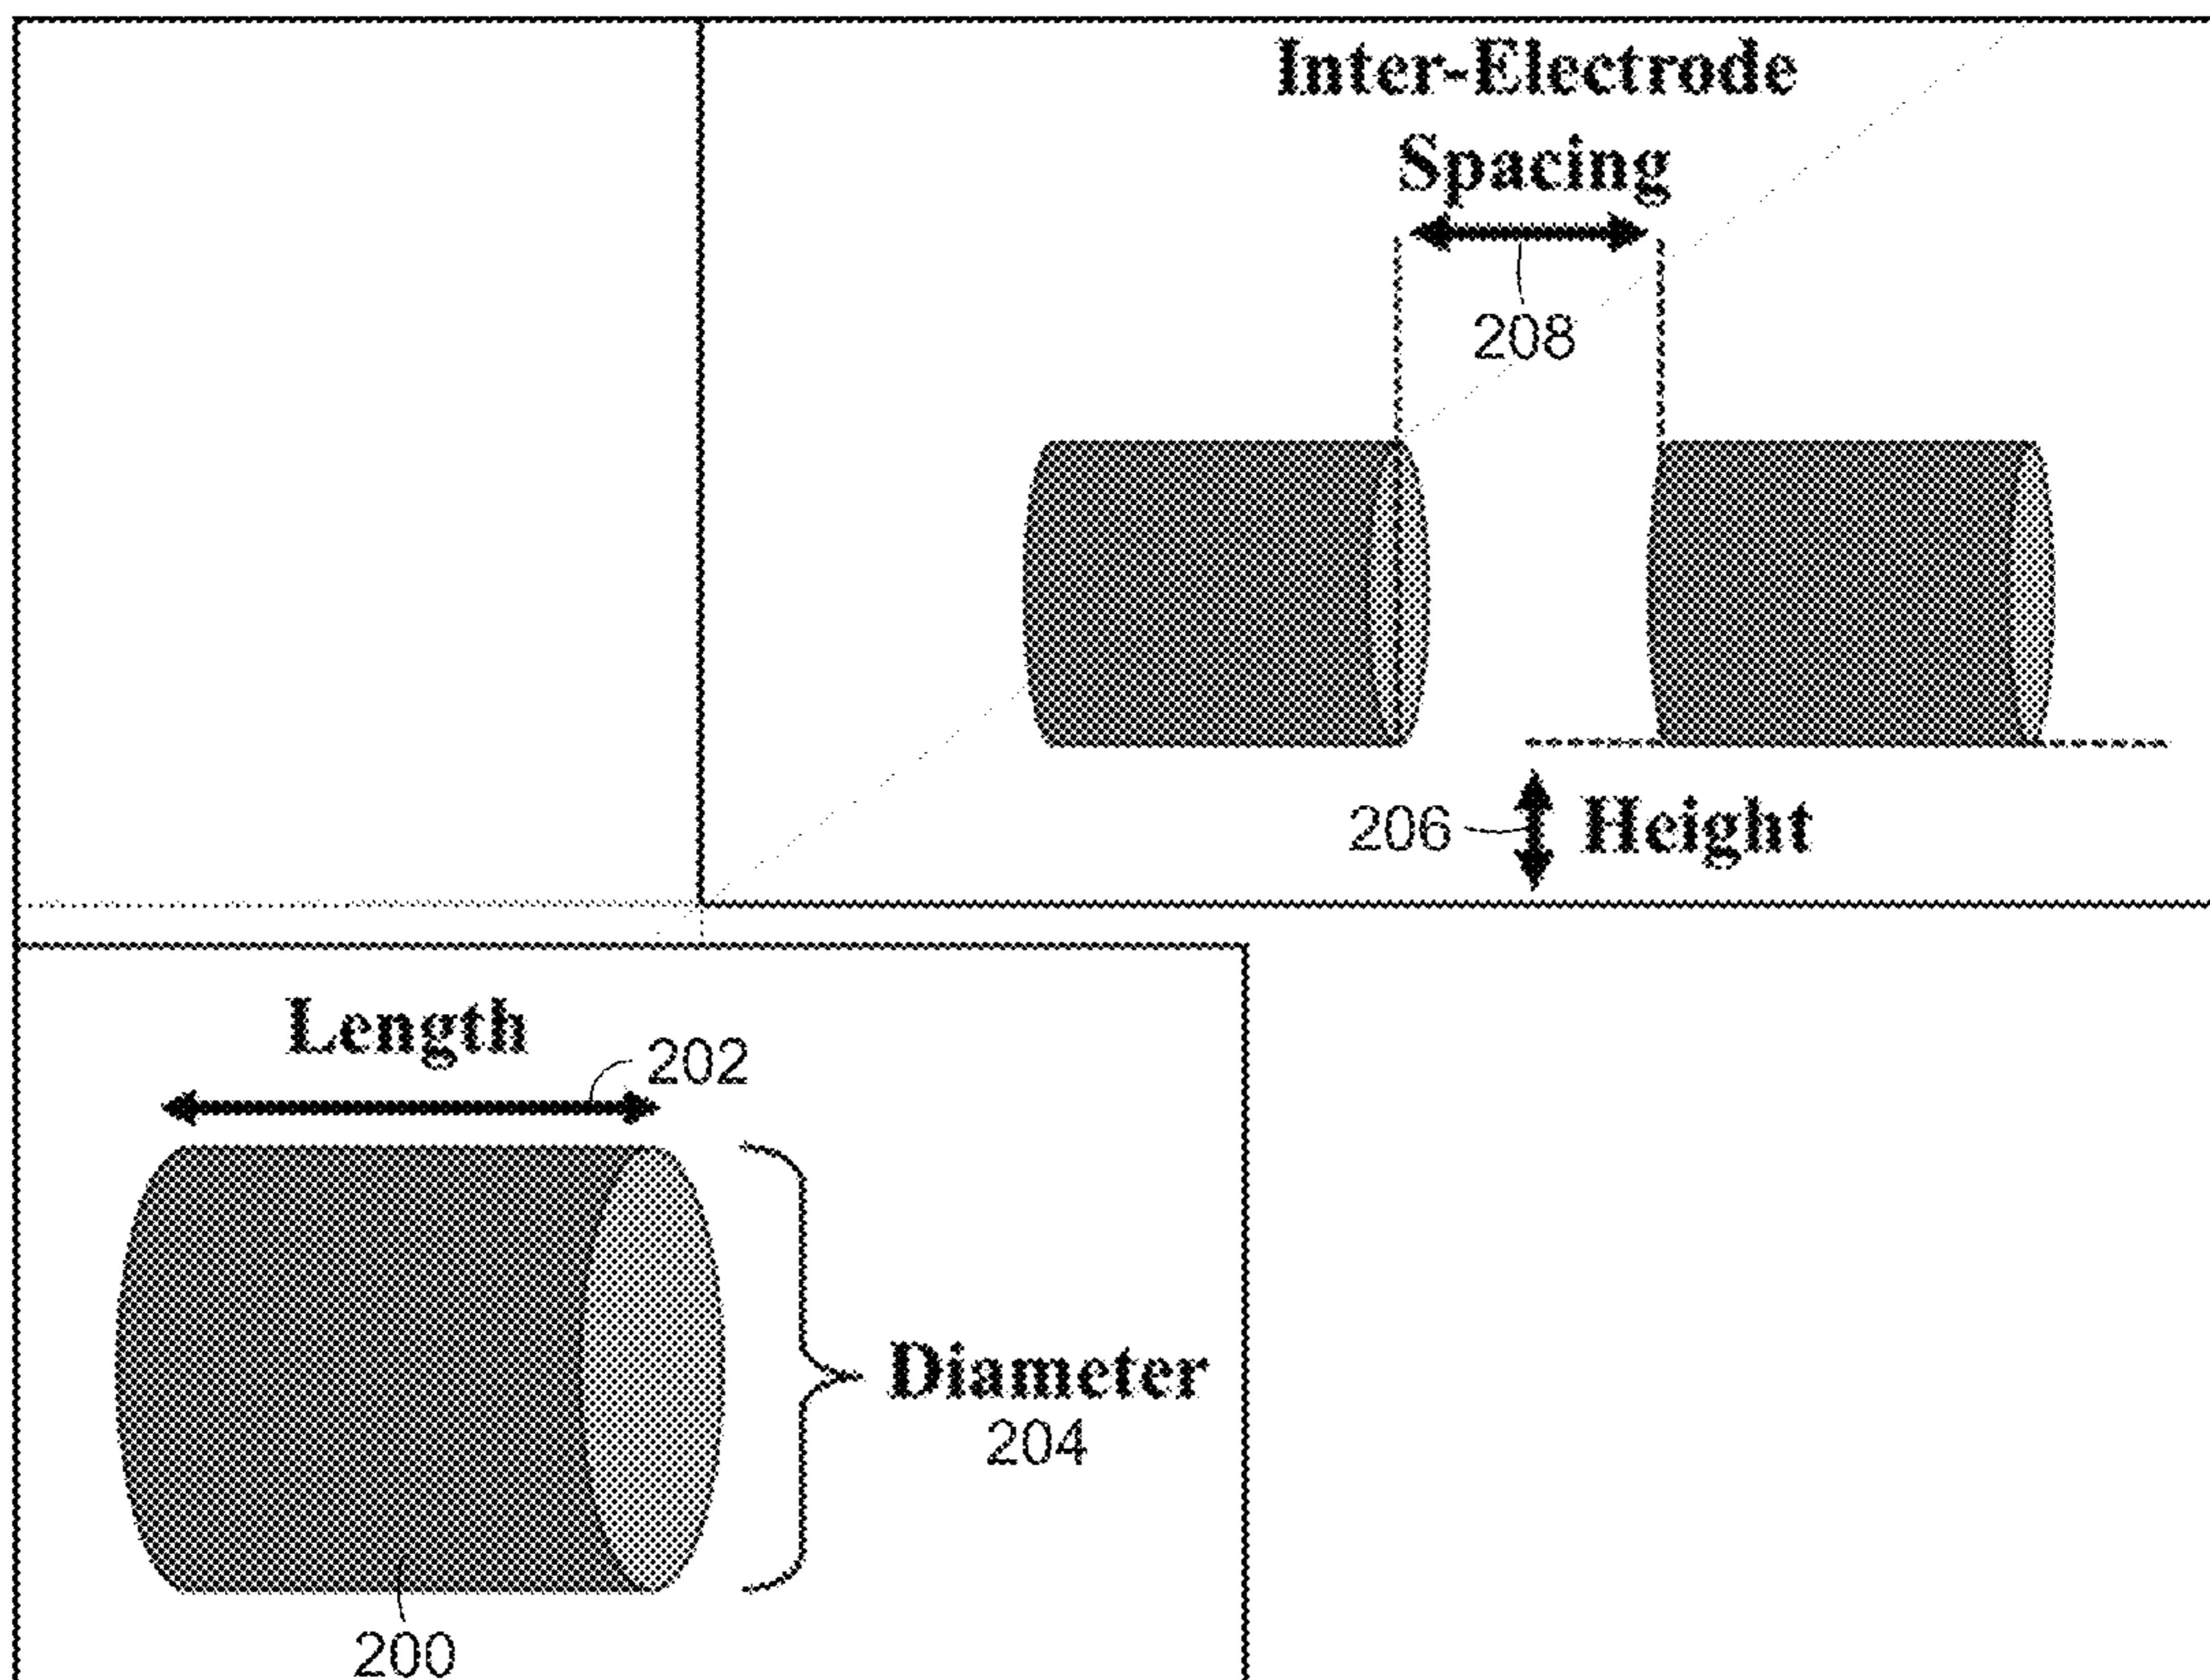 Inter-Electrode
Spacing
208
206 Height
Length
202
Diameter
204
200